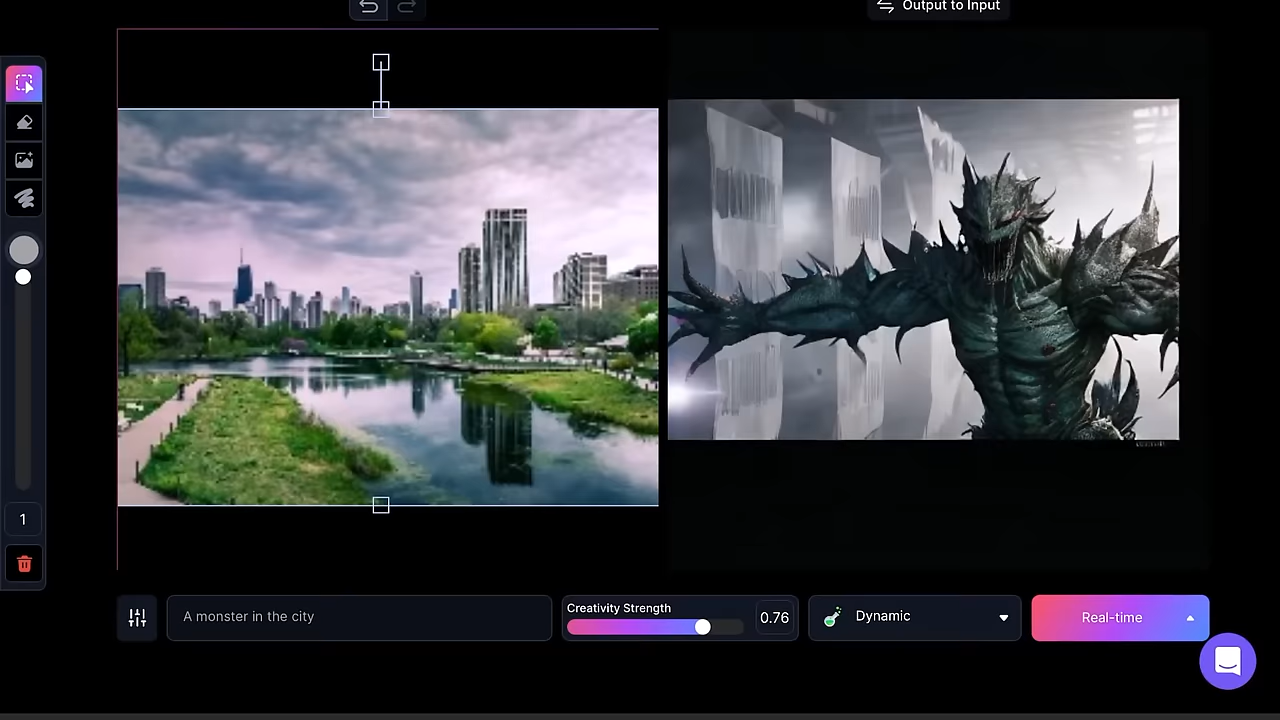 Output to Input
1
A monster in the city
Creativity Strength
0.76
Dynamic
Real-time